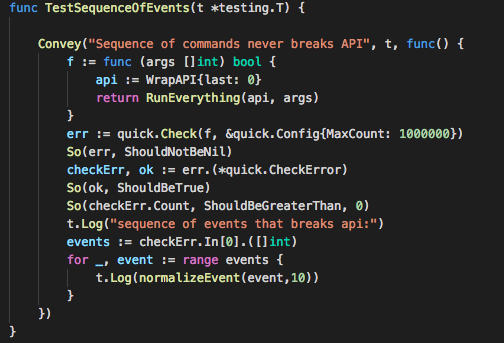 func TestSequenceOfEvents(t *testing.T) {
Convey("Sequence of commands never breaks API", t, func() {
f := func (args []int) bool {
api := WrapAPI{last: 0}
return RunEverything(api, args)
}
err := quick.Check(f, &quick.Config{MaxCount: 1000000})
So(err, ShouldNotBeNil)
checkErr, ok := err.(*quick.CheckError)
So(ok, ShouldBeTrue)
So(checkErr.Count, ShouldBeGreaterThan, 0)
t.Log("sequence of events that breaks api:")
events := checkErr.In[0].([]int)
for _, event := range events {
t.Log(normalizeEvent(event,10))
}
})
}